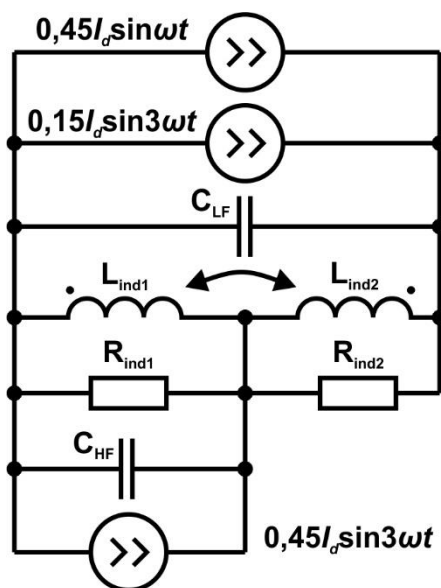 0,45I_d sinωt
0,15I_d sin3ωt
C_LF
L_ind1 L_ind2
R_ind1 R_ind2
C_HF
0,45I_d sin3ωt